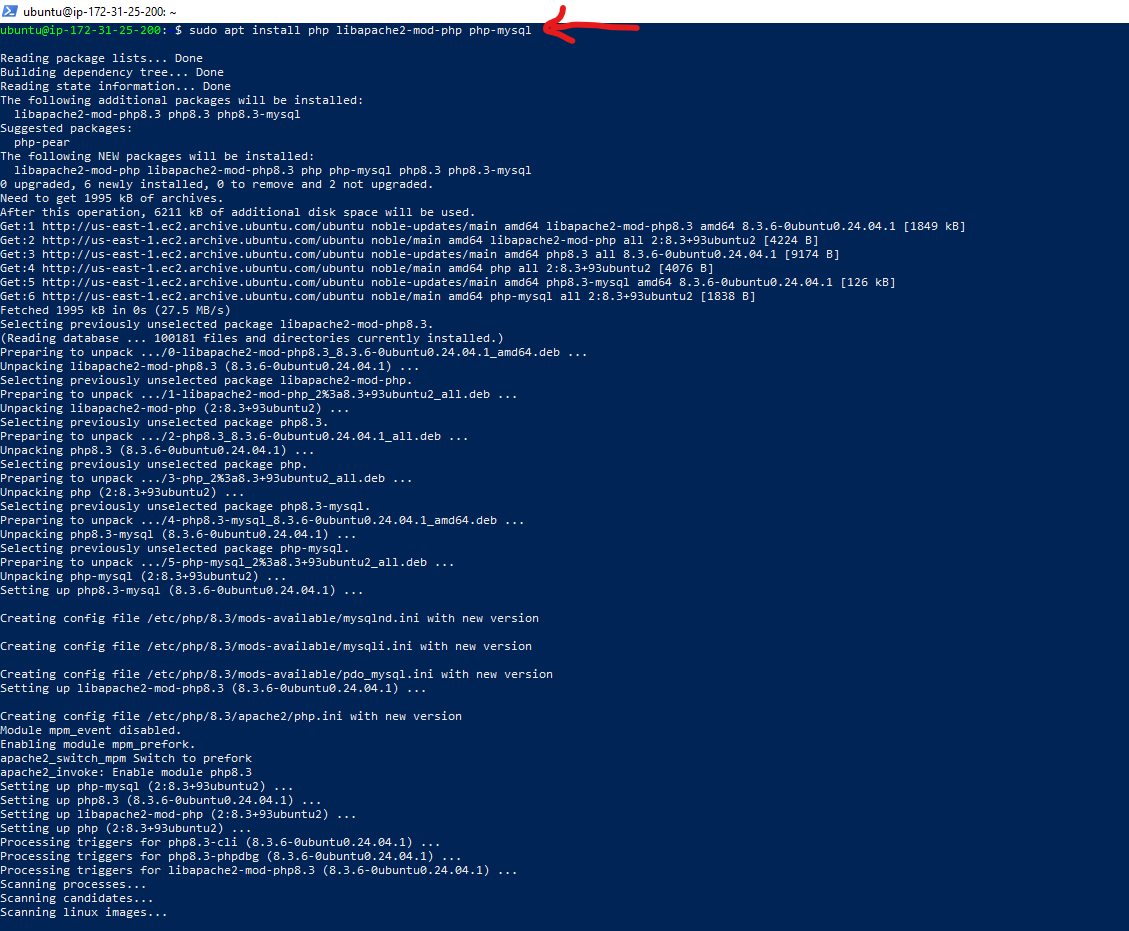 ubuntu@ip-172-31-25-200: ~
ubuntu@ip-172-31-25-200: $ sudo apt install php libapache2-mod-php php-mysql
Reading package lists... Done
Building dependency tree... Done
Reading state information... Done
The following additional packages will be installed:
  libapache2-mod-php8.3 php8.3 php8.3-mysql
Suggested packages:
  php-pear
The following NEW packages will be installed:
  libapache2-mod-php libapache2-mod-php8.3 php php-mysql php8.3 php8.3-mysql
0 upgraded, 6 newly installed, 0 to remove and 2 not upgraded.
Need to get 1995 kB of archives.
After this operation, 6211 kB of additional disk space will be used.
Get:1 http://us-east-1.ec2.archive.ubuntu.com/ubuntu noble-updates/main amd64 libapache2-mod-php8.3 amd64 8.3.6-0ubuntu0.24.04.1 [1849 kB]
Get:2 http://us-east-1.ec2.archive.ubuntu.com/ubuntu noble/main amd64 libapache2-mod-php all 2:8.3+93ubuntu2 [4224 B]
Get:3 http://us-east-1.ec2.archive.ubuntu.com/ubuntu noble-updates/main amd64 php8.3 all 8.3.6-0ubuntu0.24.04.1 [9174 B]
Get:4 http://us-east-1.ec2.archive.ubuntu.com/ubuntu noble/main amd64 php all 2:8.3+93ubuntu2 [4076 B]
Get:5 http://us-east-1.ec2.archive.ubuntu.com/ubuntu noble-updates/main amd64 php8.3-mysql amd64 8.3.6-0ubuntu0.24.04.1 [126 kB]
Get:6 http://us-east-1.ec2.archive.ubuntu.com/ubuntu noble/main amd64 php-mysql all 2:8.3+93ubuntu2 [1838 B]
Fetched 1995 kB in 0s (27.5 MB/s)
Selecting previously unselected package libapache2-mod-php8.3.
(Reading database ... 100181 files and directories currently installed.)
Preparing to unpack .../0-libapache2-mod-php8.3_8.3.6-0ubuntu0.24.04.1_amd64.deb ...
Unpacking libapache2-mod-php8.3 (8.3.6-0ubuntu0.24.04.1) ...
Selecting previously unselected package libapache2-mod-php.
Preparing to unpack .../1-libapache2-mod-php_2%3a8.3+93ubuntu2_all.deb ...
Unpacking libapache2-mod-php (2:8.3+93ubuntu2) ...
Selecting previously unselected package php8.3.
Preparing to unpack .../2-php8.3_8.3.6-0ubuntu0.24.04.1_all.deb ...
Unpacking php8.3 (8.3.6-0ubuntu0.24.04.1) ...
Selecting previously unselected package php.
Preparing to unpack .../3-php_2%3a8.3+93ubuntu2_all.deb ...
Unpacking php (2:8.3+93ubuntu2) ...
Selecting previously unselected package php8.3-mysql.
Preparing to unpack .../4-php8.3-mysql_8.3.6-0ubuntu0.24.04.1_amd64.deb ...
Unpacking php8.3-mysql (8.3.6-0ubuntu0.24.04.1) ...
Selecting previously unselected package php-mysql.
Preparing to unpack .../5-php-mysql_2%3a8.3+93ubuntu2_all.deb ...
Unpacking php-mysql (2:8.3+93ubuntu2) ...
Setting up php8.3-mysql (8.3.6-0ubuntu0.24.04.1) ...
Creating config file /etc/php/8.3/mods-available/mysqlnd.ini with new version
Creating config file /etc/php/8.3/mods-available/mysqli.ini with new version
Creating config file /etc/php/8.3/mods-available/pdo_mysql.ini with new version
Setting up libapache2-mod-php8.3 (8.3.6-0ubuntu0.24.04.1) ...
Creating config file /etc/php/8.3/apache2/php.ini with new version
Module mpm_event disabled.
Enabling module mpm_prefork.
apache2_switch_mpm Switch to prefork
apache2_invoke: Enable module php8.3
Setting up php-mysql (2:8.3+93ubuntu2) ...
Setting up php8.3 (8.3.6-0ubuntu0.24.04.1) ...
Setting up libapache2-mod-php (2:8.3+93ubuntu2) ...
Setting up php (2:8.3+93ubuntu2) ...
Processing triggers for php8.3-cli (8.3.6-0ubuntu0.24.04.1) ...
Processing triggers for php8.3-phpdbg (8.3.6-0ubuntu0.24.04.1) ...
Processing triggers for libapache2-mod-php8.3 (8.3.6-0ubuntu0.24.04.1) ...
Scanning processes...
Scanning candidates...
Scanning linux images...